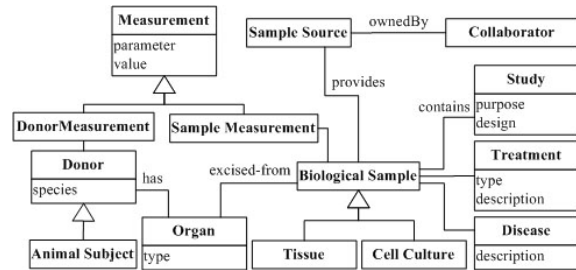 Measurement
parameter
value
Sample Source
ownedBy
Collaborator
provides
Study
purpose
design
contains
DonorMeasurement
Sample Measurement
Donor
species
has
excised-from
Biological Sample
Treatment
type
description
Animal Subject
Organ
type
Tissue
Cell Culture
Disease
description